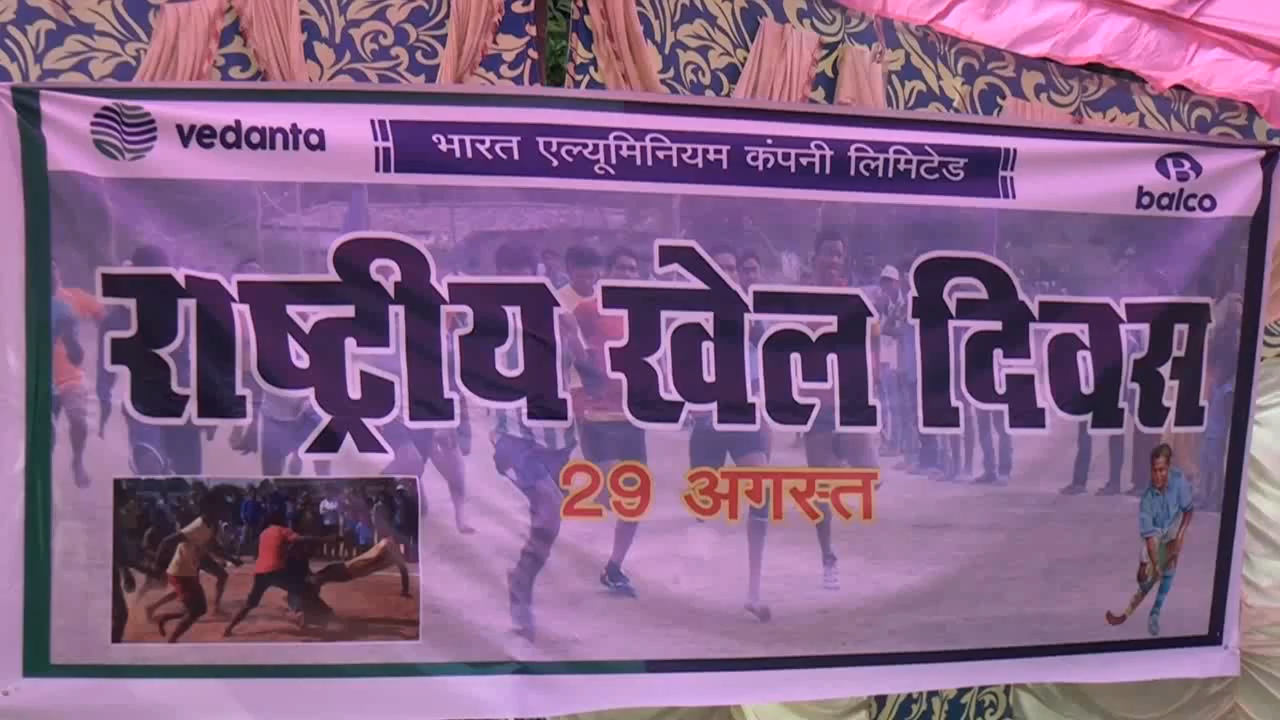 vedanta
भारत एल्यूमिनियम कंपनी लिमिटेड
B
balco
राष्ट्रीय खेल दिवस
29 अगस्त